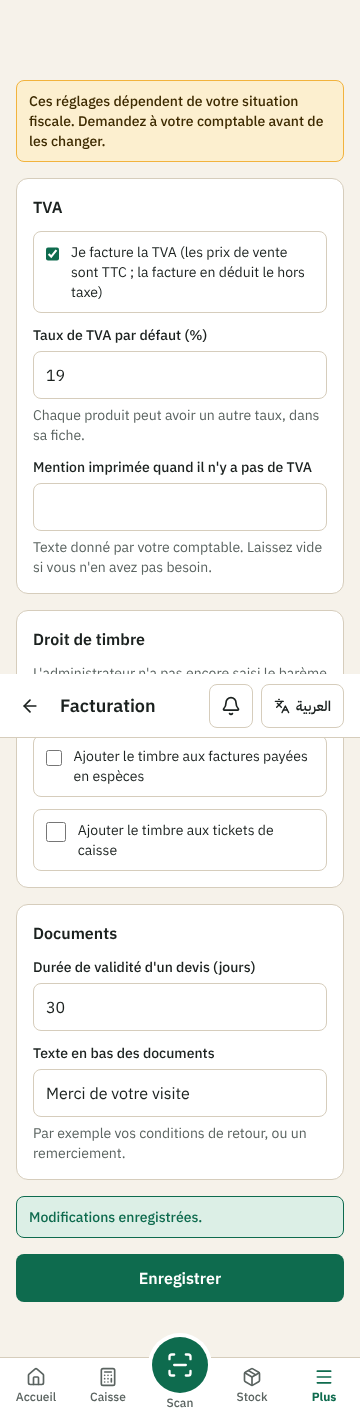 Ces réglages dépendent de votre situation
fiscale. Demandez à votre comptable avant de
les changer.
TVA
Je facture la TVA (les prix de vente
sont TTC ; la facture en déduit le hors
taxe)
Taux de TVA par défaut (%)
19
Chaque produit peut avoir un autre taux, dans
sa fiche.
Mention imprimée quand il n'y a pas de TVA
Texte donné par votre comptable. Laissez vide
si vous n'en avez pas besoin.
Droit de timbre
L'administrateur n'a pas encore saisi le barème
Facturation
العربية
Ajouter le timbre aux factures payées
en espèces
Ajouter le timbre aux tickets de
caisse
Documents
Durée de validité d'un devis (jours)
30
Texte en bas des documents
Merci de votre visite
Par exemple vos conditions de retour, ou un
remerciement.
Modifications enregistrées.
Enregistrer
Accueil
Caisse
Scan
Stock
Plus